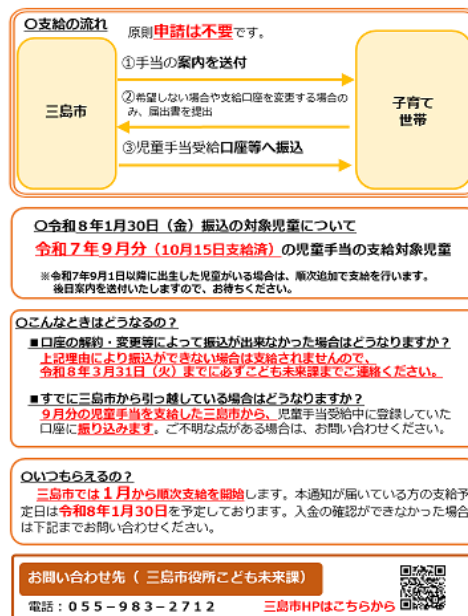 〇支給の流れ
原則申請は不要です。
三島市
①手当の案内を送付
②希望しない場合や支給口座を変更する場合の
み、届出書を提出
③児童手当受給口座等へ振込
子育て
世帯
〇令和８年1月30日（金）振込の対象児童について
令和７年９月分（10月15日支給済）の児童手当の支給対象児童
※令和7年9月1日以降に出生した児童がいる場合は、順次追加で支給を行います。
後日案内を送付いたしますので、お待ちください。
〇こんなときはどうなるの？
■口座の解約・変更等によって振込が出来なかった場合はどうなりますか？
上記理由により振込ができない場合は支給されませんので、
令和８年３月31日（火）までに必ずこども未来課までご連絡ください。
■すでに三島市から引っ越している場合はどうなりますか？
９月分の児童手当を支給した三島市から、児童手当受給中に登録していた
口座に振り込みます。ご不明な点がある場合は、お問い合わせください。
〇いつもらえるの？
三島市では１月から順次支給を開始します。本通知が届いている方の支給予
定日は令和8年1月30日を予定しております。入金の確認ができなかった場合
は下記までお問い合わせください。
お問い合わせ先（ 三島市役所こども未来課）
電話：０５５－９８３－２７１２
三島市HPはこちらから